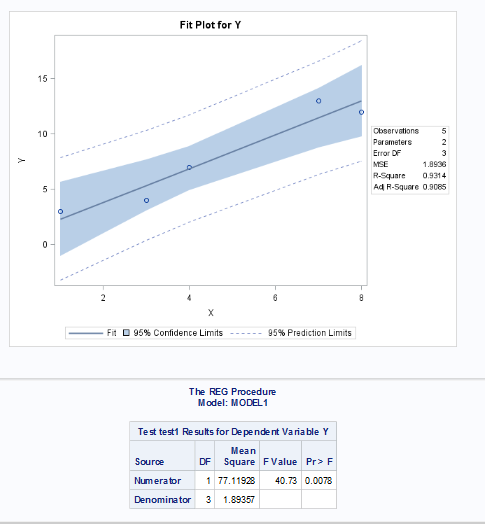 Fit Plot for Y
15
10
5
0
Y
2 4 6 8
X
Fit 95% Confidence Limits 95% Prediction Limits
Observations 5
Parameters 2
Error DF 3
MSE 1.8936
R-Square 0.9314
Adj R-Square 0.9085
The REG Procedure
Model: MODEL1
Test test1 Results for Dependent Variable Y
Source DF Mean Square F Value Pr > F
Numerator 1 77.11928 40.73 0.0078
Denominator 3 1.89357